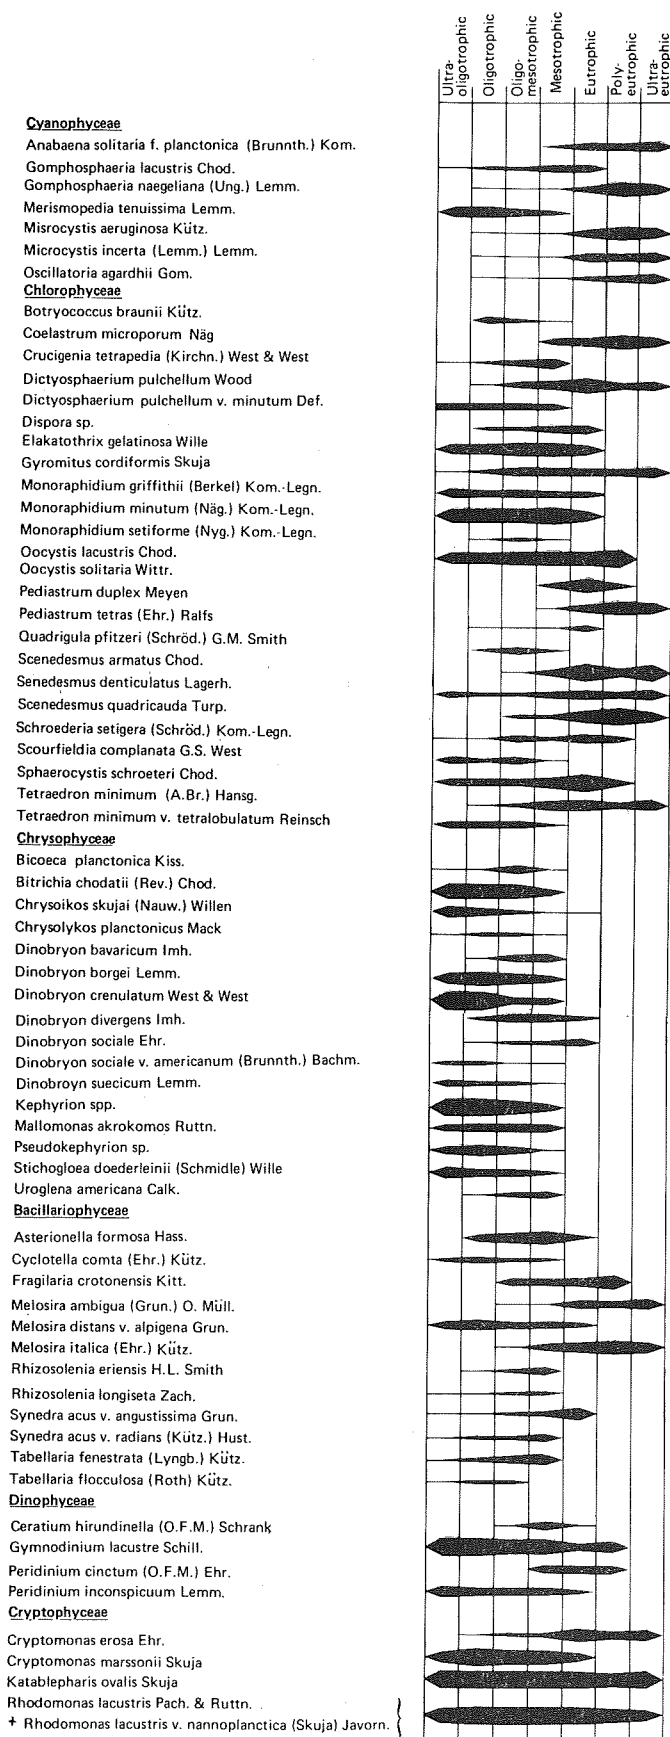 Ultra-
oligotrophic
Oligotrophic
Oligo-
mesotrophic
Mesotrophic
Eutrophic
Poly-
eutrophic
Ultra-
eutrophic
Cyanophyceae
Anabaena solitaria f. planctonica (Brunnth.) Kom.
Gomphosphaeria lacustris Chod.
Gomphosphaeria naegeliana (Ung.) Lemm.
Merismopedia tenuissima Lemm.
Misrocystis aeruginosa Kütz.
Microcystis incerta (Lemm.) Lemm.
Oscillatoria agardhii Gom.
Chlorophyceae
Botryococcus braunii Kütz.
Coelastrum microporum Näg
Crucigenia tetrapedia (Kirchn.) West & West
Dictyosphaerium pulchellum Wood
Dictyosphaerium pulchellum v. minutum Def.
Dispora sp.
Elakatothrix gelatinosa Wille
Gyromitus cordiformis Skuja
Monoraphidium griffithii (Berkel) Kom.-Legn.
Monoraphidium minutum (Näg.) Kom.-Legn.
Monoraphidium setiforme (Nyg.) Kom.-Legn.
Oocystis lacustris Chod.
Oocystis solitaria Wittr.
Pediastrum duplex Meyen
Pediastrum tetras (Ehr.) Ralfs
Quadrigula pfitzeri (Schröd.) G.M. Smith
Scenedesmus armatus Chod.
Senedesmus denticulatus Lagerh.
Scenedesmus quadricauda Turp.
Schroederia setigera (Schröd.) Kom.-Legn.
Scourfieldia complanata G.S. West
Sphaerocystis schroeteri Chod.
Tetraedron minimum (A.Br.) Hansg.
Tetraedron minimum v. tetralobulatum Reinsch
Chrysophyceae
Bicoeca planctonica Kiss.
Bitrichia chodatii (Rev.) Chod.
Chrysoikos skujai (Nauw.) Willen
Chrysolykos planctonicus Mack
Dinobryon bavaricum Imh.
Dinobryon borgei Lemm.
Dinobryon crenulatum West & West
Dinobryon divergens Imh.
Dinobryon sociale Ehr.
Dinobryon sociale v. americanum (Brunnth.) Bachm.
Dinobroyn suecicum Lemm.
Kephyrion spp.
Mallomonas akrokomos Ruttn.
Pseudokephyrion sp.
Stichogloea doederleinii (Schmidle) Wille
Uroglena americana Calk.
Bacillariophyceae
Asterionella formosa Hass.
Cyclotella comta (Ehr.) Kütz.
Fragilaria crotonensis Kitt.
Melosira ambigua (Grun.) O. Müll.
Melosira distans v. alpigena Grun.
Melosira italica (Ehr.) Kütz.
Rhizosolenia eriensis H.L. Smith
Rhizosolenia longiseta Zach.
Synedra acus v. angustissima Grun.
Synedra acus v. radians (Kütz.) Hust.
Tabellaria fenestrata (Lyngb.) Kütz.
Tabellaria flocculosa (Roth) Kütz.
Dinophyceae
Ceratium hirundinella (O.F.M.) Schrank
Gymnodinium lacustre Schill.
Peridinium cinctum (O.F.M.) Ehr.
Peridinium inconspicuum Lemm.
Cryptophyceae
Cryptomonas erosa Ehr.
Cryptomonas marssonii Skuja
Katablepharis ovalis Skuja
Rhodomonas lacustris Pach. & Ruttn.
+ Rhodomonas lacustris v. nannoplanctica (Skuja) Javorn.